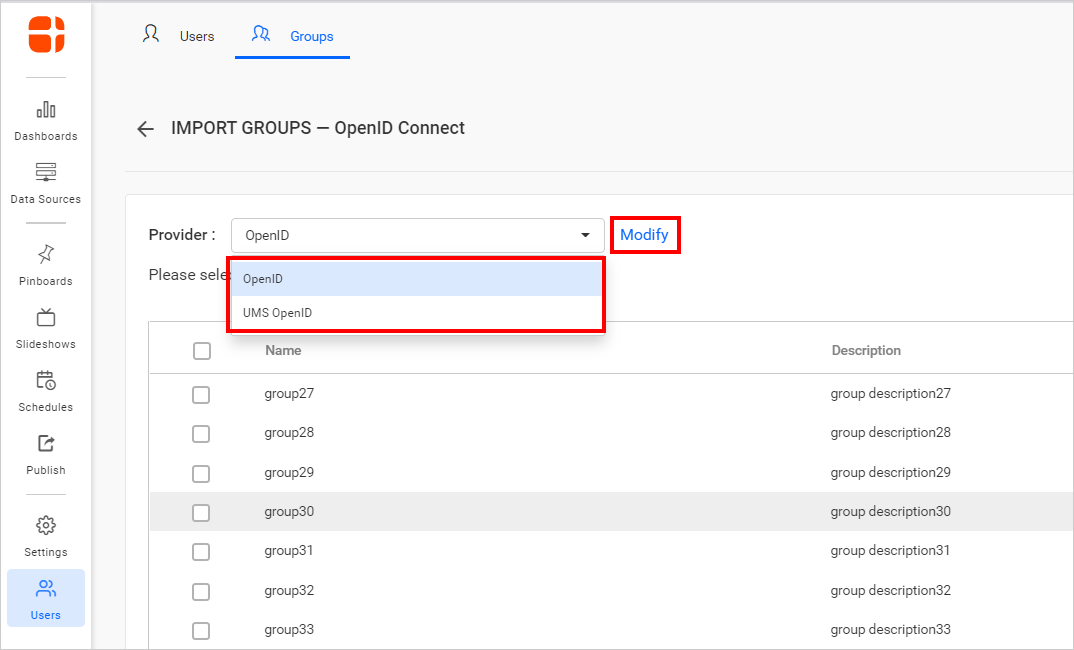 Users
Groups
Dashboards
Data Sources
Pinboards
Slideshows
Schedules
Publish
Settings
Users
IMPORT GROUPS — OpenID Connect
Provider :
OpenID
Modify
Please
OpenID
UMS OpenID
Name Description
group27 group description27
group28 group description28
group29 group description29
group30 group description30
group31 group description31
group32 group description32
group33 group description33